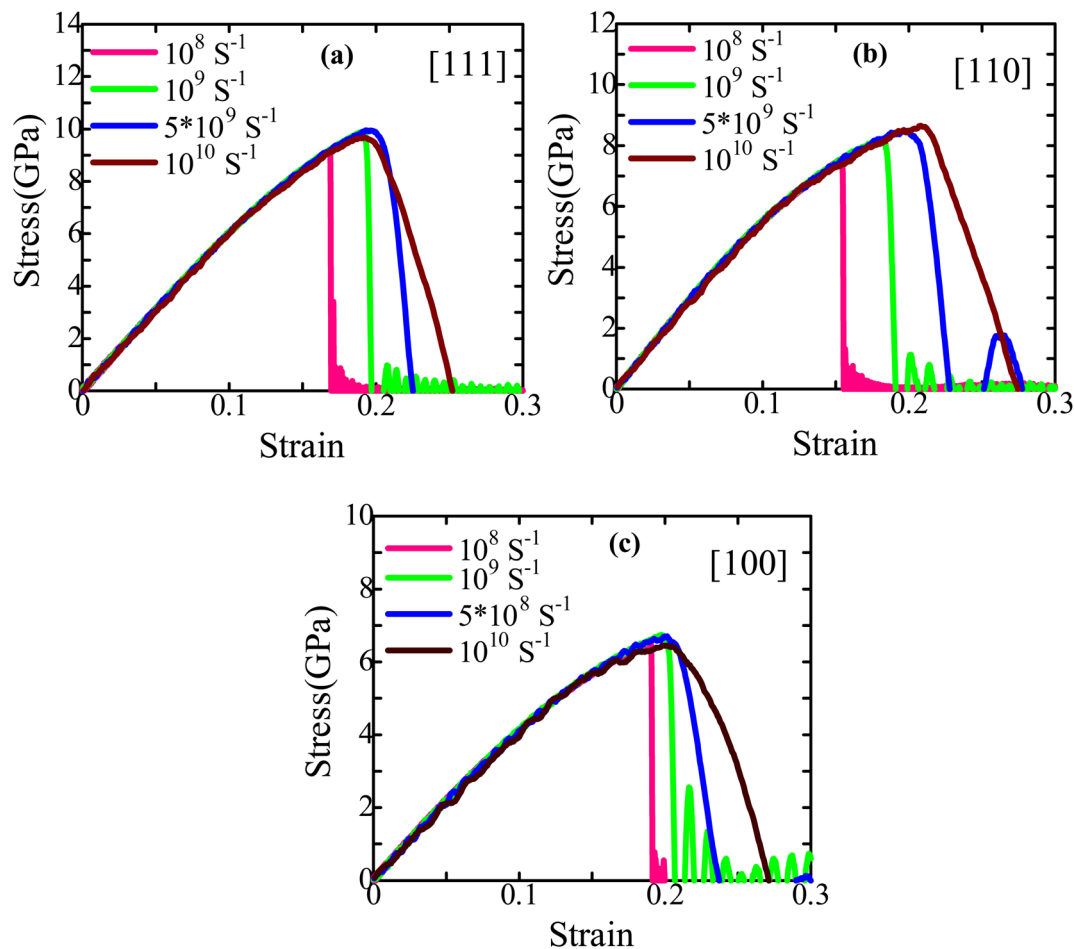 14
12
10
8
6
4
2
0
Stress(GPa)
10⁸ S⁻¹
10⁹ S⁻¹
5*10⁹ S⁻¹
10¹⁰ S⁻¹
(a)
[111]
0 0.1 0.2 0.3
Strain
12
10
8
6
4
2
0
Stress(GPa)
10⁸ S⁻¹
10⁹ S⁻¹
5*10⁹ S⁻¹
10¹⁰ S⁻¹
(b)
[110]
0 0.1 0.2 0.3
Strain
10
8
6
4
2
0
Stress(GPa)
10⁸ S⁻¹
10⁹ S⁻¹
5*10⁸ S⁻¹
10¹⁰ S⁻¹
(c)
[100]
0 0.1 0.2 0.3
Strain